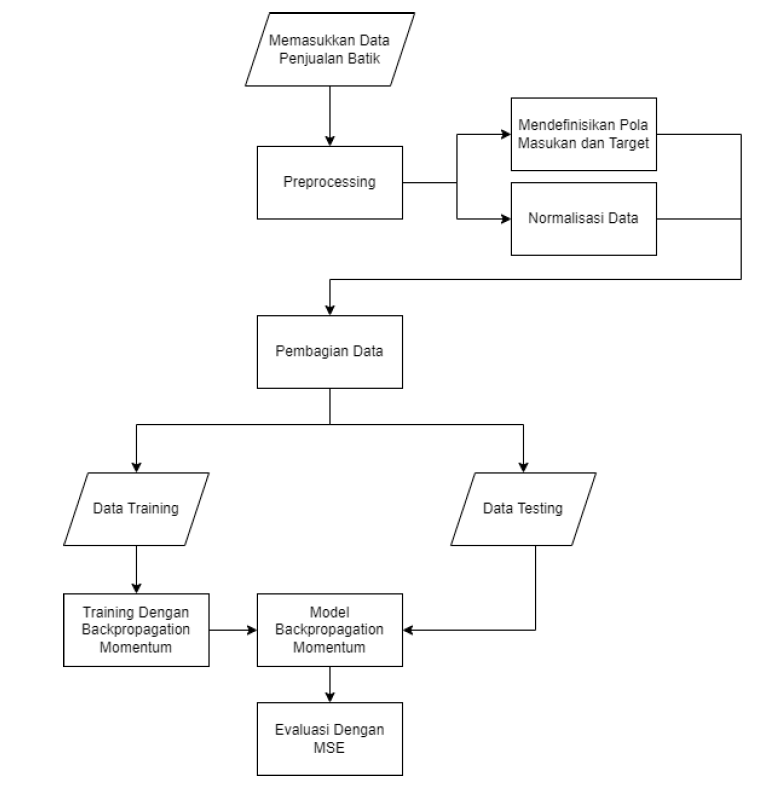 Memasukkan Data
Penjualan Batik
Mendefinisikan Pola
Masukan dan Target
Preprocessing
Normalisasi Data
Pembagian Data
Data Training
Data Testing
Training Dengan
Backpropagation
Momentum
Model
Backpropagation
Momentum
Evaluasi Dengan
MSE